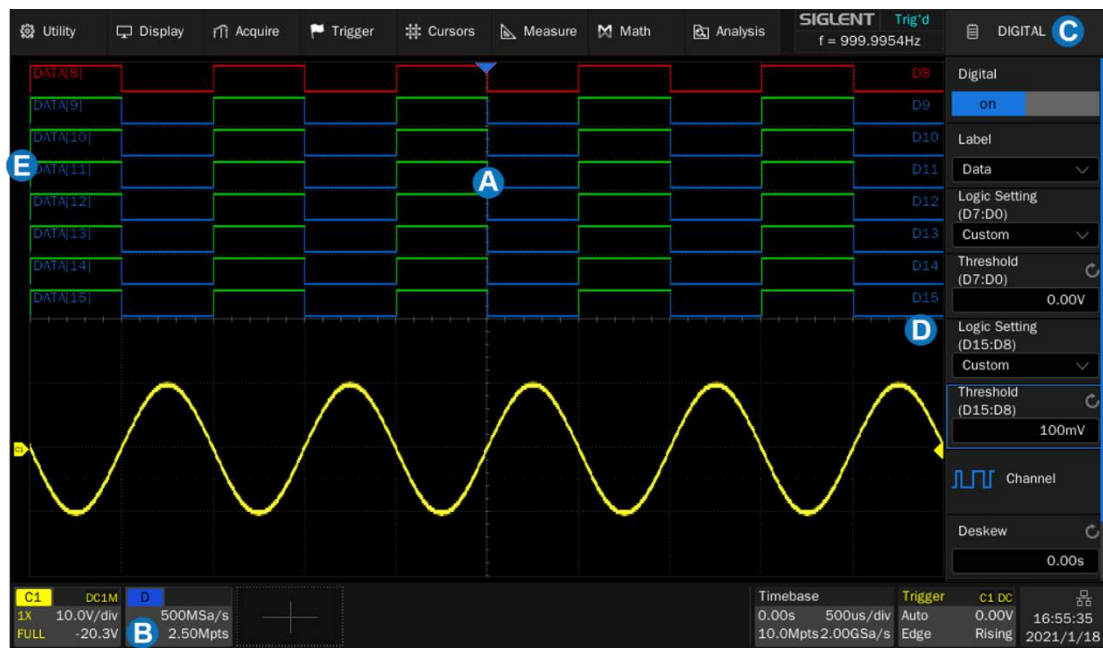 Utility Display Acquire Trigger Cursors Measure Math Analysis SIGLENT Trig'd DIGITAL C
f = 999.9954Hz
DATA[8] D8
DATA[9] D9
DATA[10] D10
E DATA[11] A D11
DATA[12] D12
DATA[13] D13
DATA[14] D14
DATA[15] D15
D
C1
Digital
on
Label
Data
Logic Setting
(D7:D0)
Custom
Threshold
(D7:D0)
0.00V
Logic Setting
(D15:D8)
Custom
Threshold
(D15:D8)
100mV
Channel
Deskew
0.00s
C1 DC1M D Timebase Trigger C1 DC
1X 10.0V/div 500MSa/s 0.00s 500us/div Auto 0.00V 16:55:35
FULL -20.3V B 2.50Mpts 10.0Mpts 2.00GSa/s Edge Rising 2021/1/18